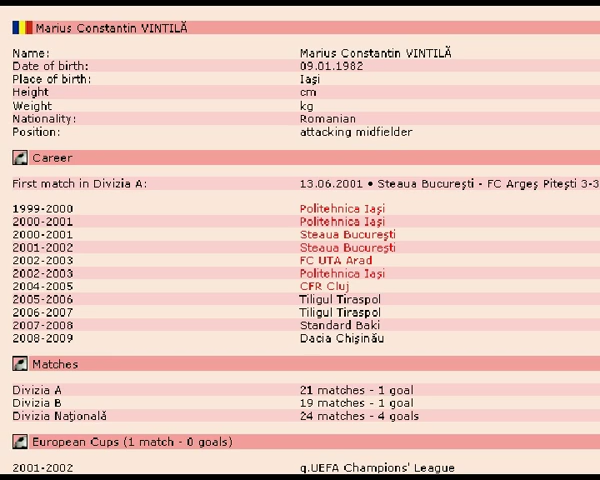 Marius Constantin VINTILĂ
Name: Marius Constantin VINTILĂ
Date of birth: 09.01.1982
Place of birth: Iaşi
Height cm
Weight kg
Nationality: Romanian
Position: attacking midfielder
Career
First match in Divizia A: 13.06.2001 • Steaua Bucureşti - FC Argeş Piteşti 3-3
1999-2000 Politehnica Iaşi
2000-2001 Politehnica Iaşi
2000-2001 Steaua Bucureşti
2001-2002 Steaua Bucureşti
2002-2003 FC UTA Arad
2002-2003 Politehnica Iaşi
2004-2005 CFR Cluj
2005-2006 Tiligul Tiraspol
2006-2007 Tiligul Tiraspol
2007-2008 Standard Baki
2008-2009 Dacia Chişinău
Matches
Divizia A 21 matches - 1 goal
Divizia B 19 matches - 1 goal
Divizia Naţională 24 matches - 4 goals
European Cups (1 match - 0 goals)
2001-2002 q.UEFA Champions' League